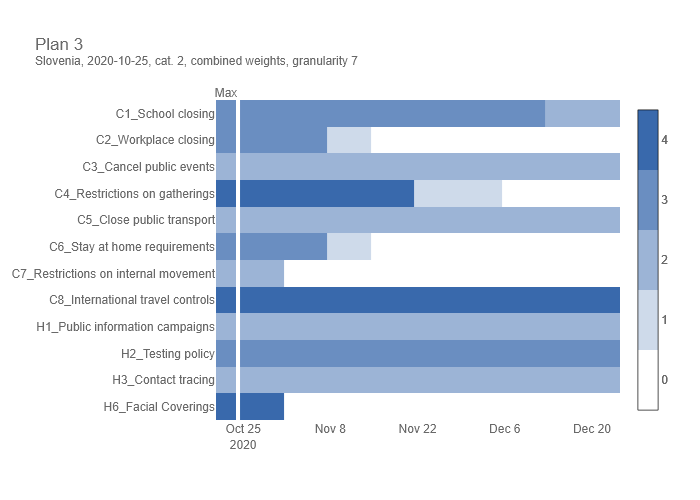 Plan 3
Slovenia, 2020-10-25, cat. 2, combined weights, granularity 7
Max
C1_School closing
C2_Workplace closing
C3_Cancel public events
C4_Restrictions on gatherings
C5_Close public transport
C6_Stay at home requirements
C7_Restrictions on internal movement
C8_International travel controls
H1_Public information campaigns
H2_Testing policy
H3_Contact tracing
H6_Facial Coverings
Oct 25 Nov 8 Nov 22 Dec 6 Dec 20
2020
4
3
2
1
0